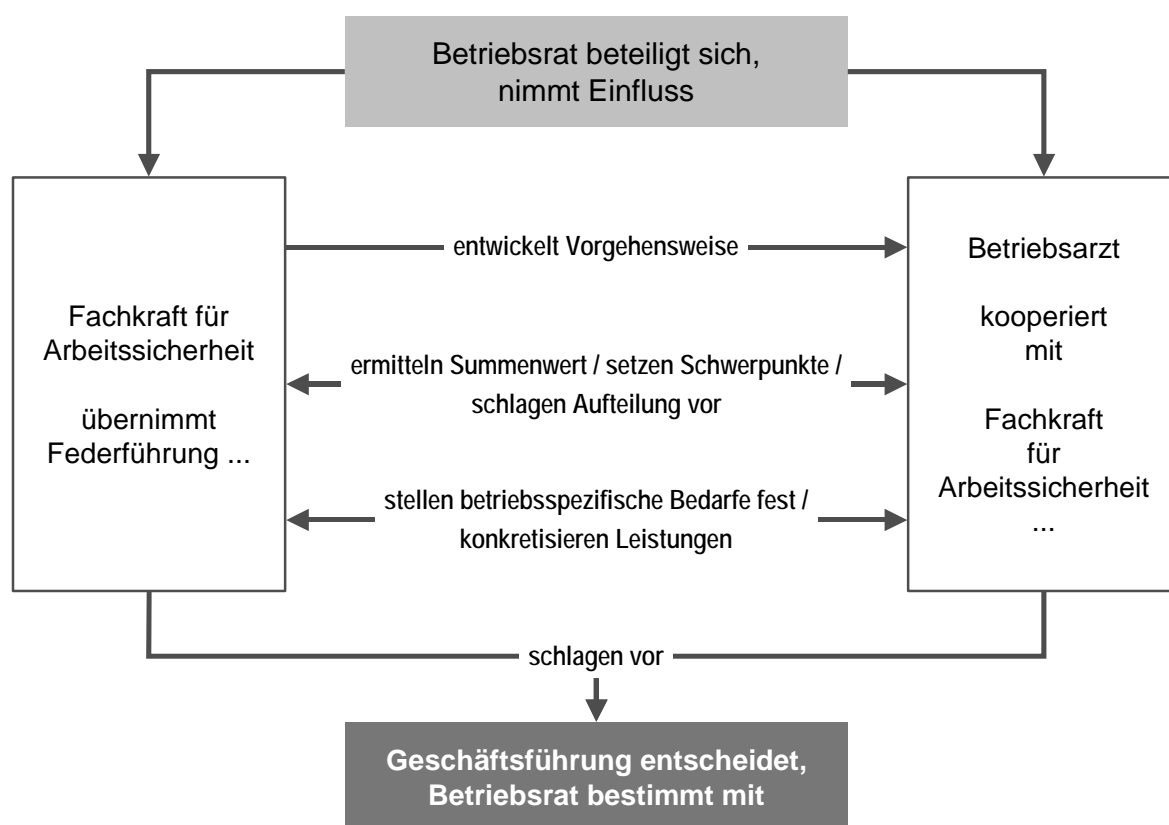 Betriebsrat beteiligt sich,
nimmt Einfluss
Fachkraft für
Arbeitssicherheit
übernimmt
Federführung ...
entwickelt Vorgehensweise
ermitteln Summenwert / setzen Schwerpunkte /
schlagen Aufteilung vor
stellen betriebsspezifische Bedarfe fest /
konkretisieren Leistungen
Betriebsarzt
kooperiert
mit
Fachkraft
für
Arbeitssicherheit
...
schlagen vor
Geschäftsführung entscheidet,
Betriebsrat bestimmt mit